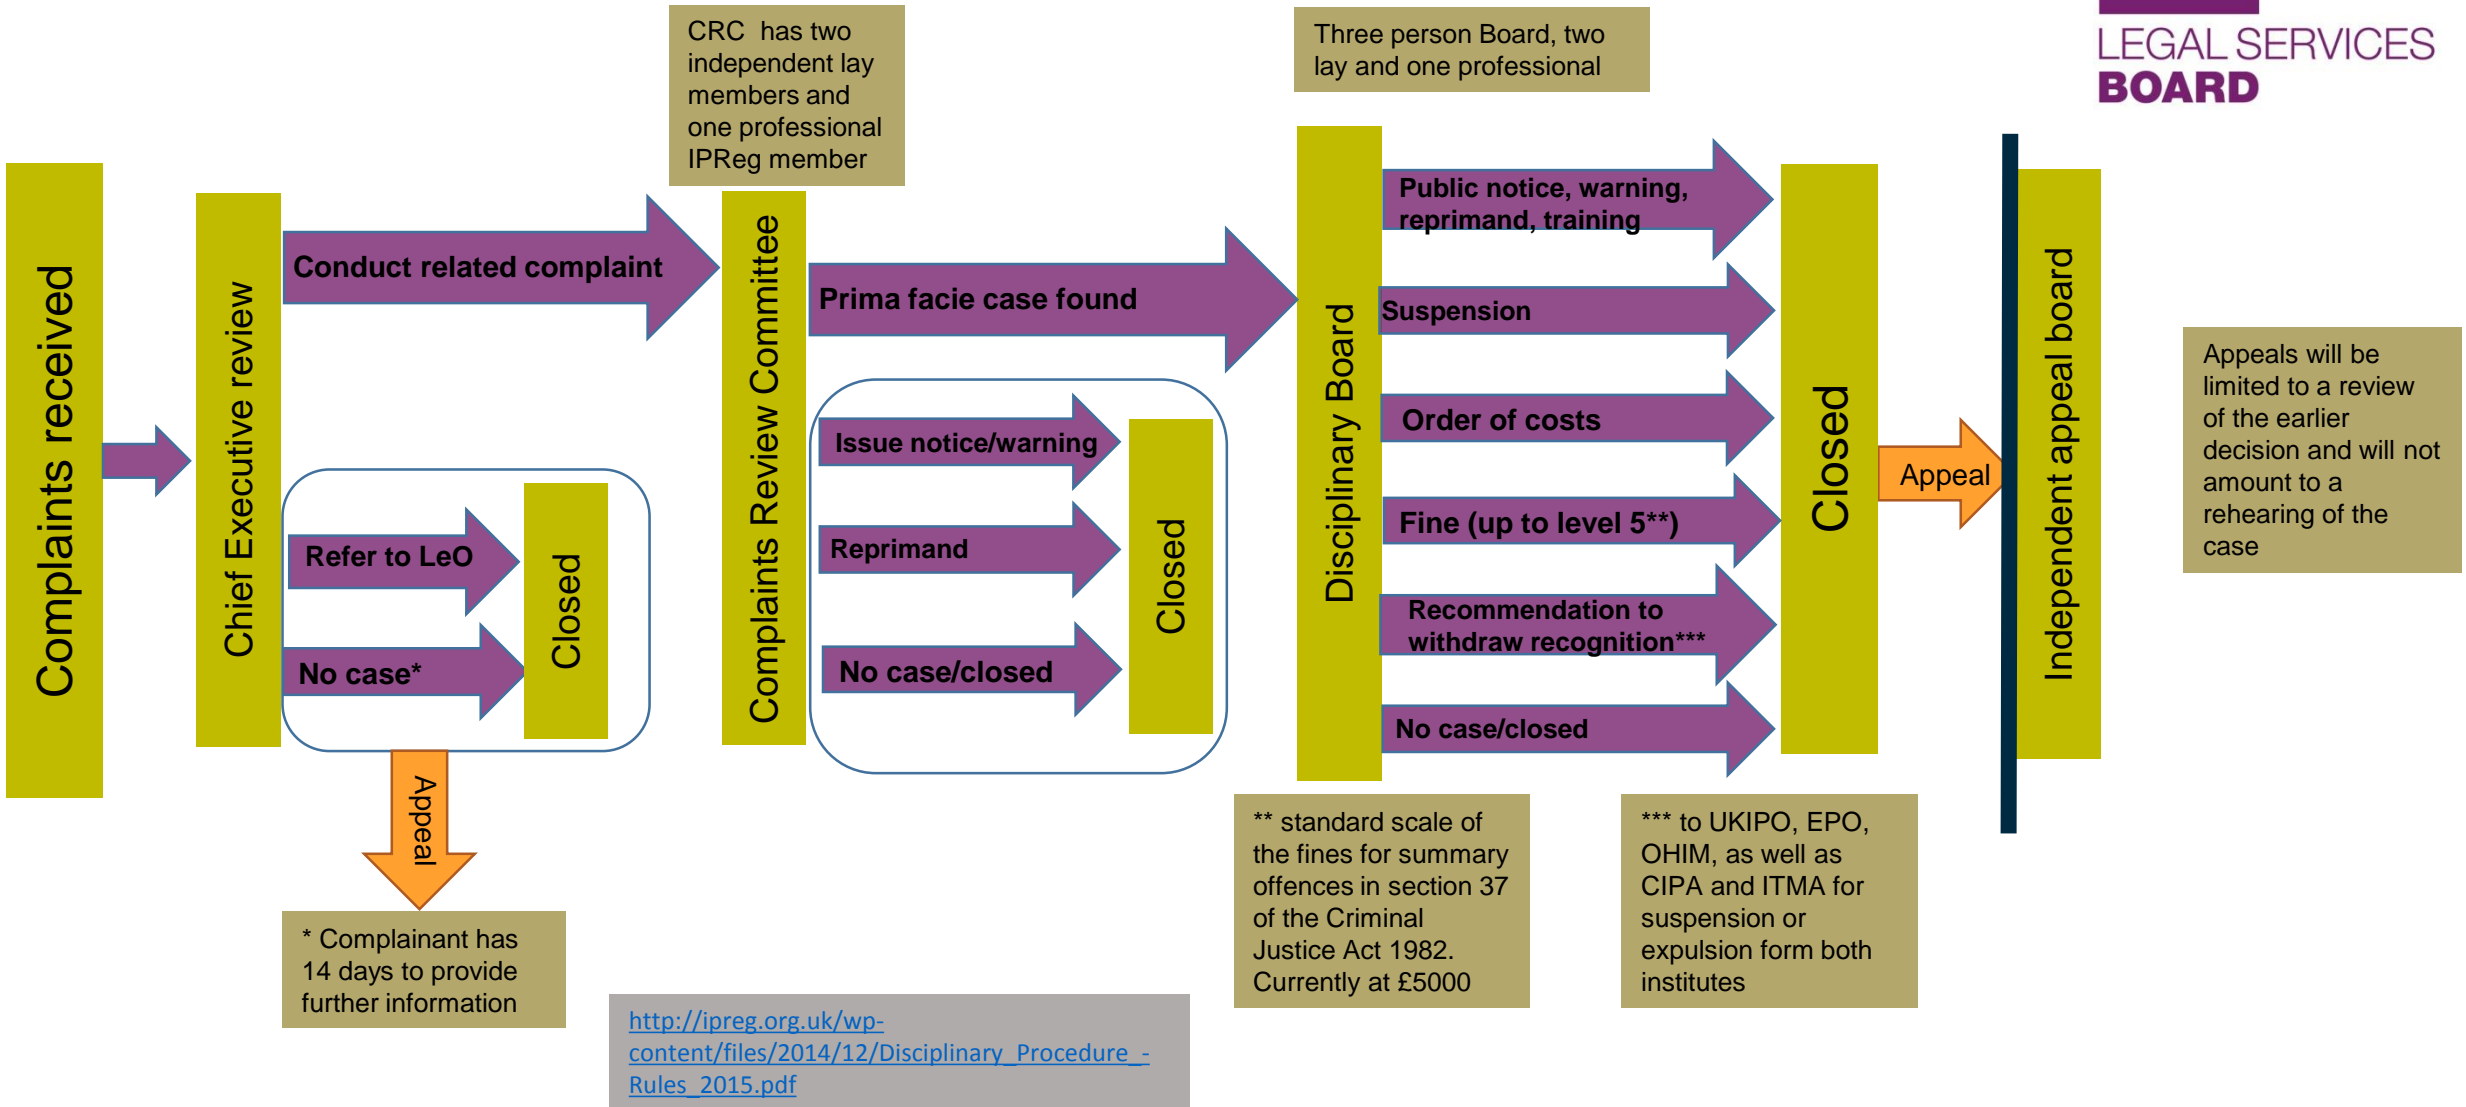 LEGAL SERVICES
BOARD
CRC has two
independent lay
members and
one professional
IPReg member
Three person Board, two
lay and one professional
Complaints received
Chief Executive review
Conduct related complaint
Refer to LeO
No case*
Closed
Appeal
* Complainant has
14 days to provide
further information
Complaints Review Committee
Prima facie case found
Issue notice/warning
Reprimand
No case/closed
Closed
Disciplinary Board
Public notice, warning,
reprimand, training
Suspension
Order of costs
Fine (up to level 5**)
Recommendation to
withdraw recognition***
No case/closed
Closed
Appeal
Independent appeal board
Appeals will be
limited to a review
of the earlier
decision and will not
amount to a
rehearing of the
case
** standard scale of
the fines for summary
offences in section 37
of the Criminal
Justice Act 1982.
Currently at £5000
*** to UKIPO, EPO,
OHIM, as well as
CIPA and ITMA for
suspension or
expulsion form both
institutes
http://ipreg.org.uk/wp-
content/files/2014/12/Disciplinary_Procedure_-
Rules_2015.pdf